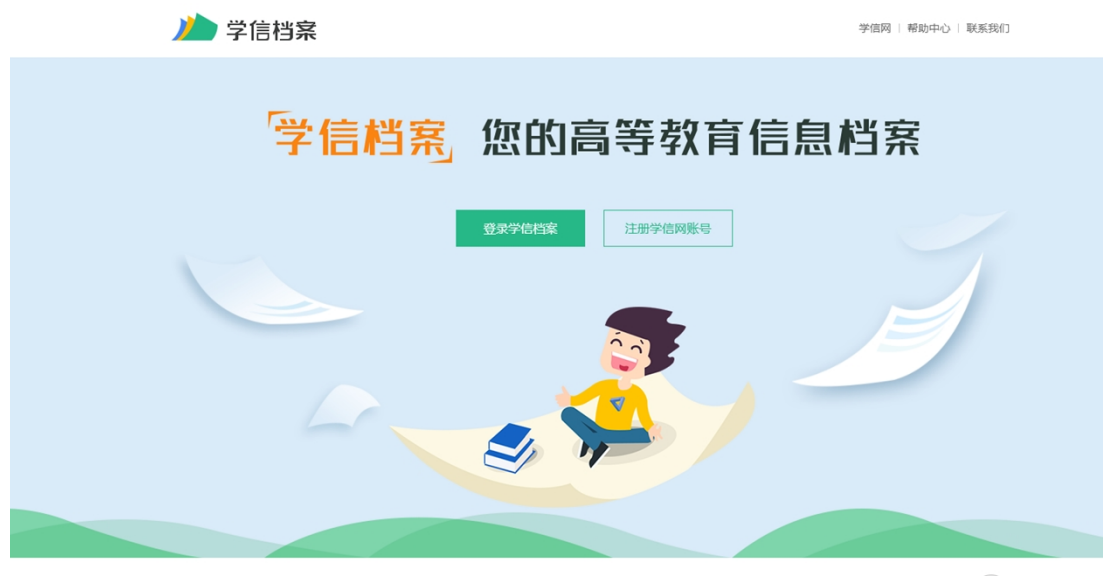 学信档案
学信网 | 帮助中心 | 联系我们
学信档案 您的高等教育信息档案
登录学信档案 注册学信网账号